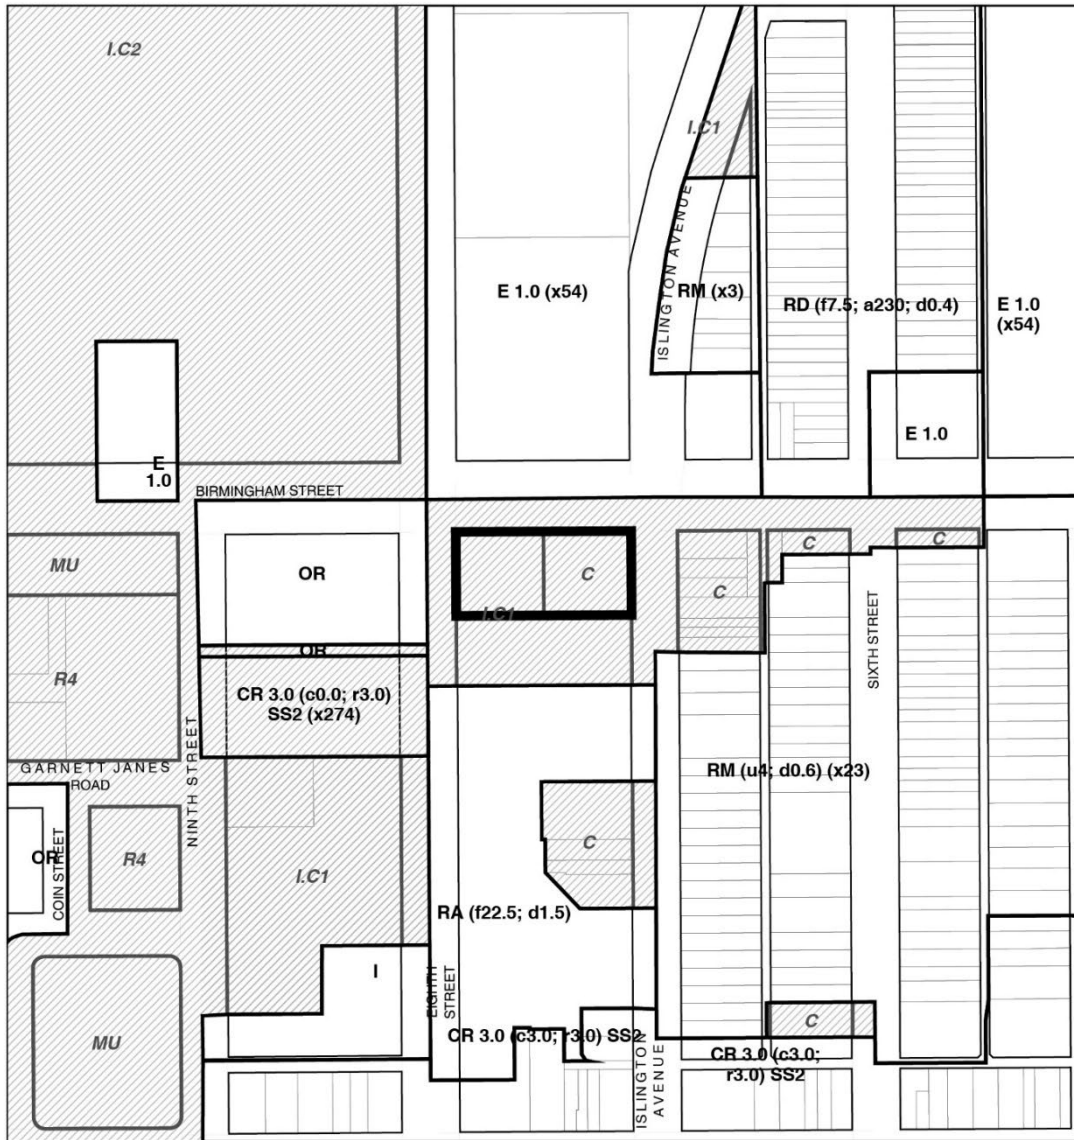 I.C2
I.C1
ISLINGTON AVENUE
E 1.0 (x54)
RM (x3)
RD (f7.5; a230; d0.4)
E 1.0
(x54)
E 1.0
E
1.0
BIRMINGHAM STREET
MU
OR
C
C
C
C
I.C1
SIXTH STREET
OR
R4
CR 3.0 (c0.0; r3.0)
SS2 (x274)
NINTH STREET
GARNETT JANES
ROAD
RM (u4; d0.6) (x23)
OR
COIN STREET
R4
I.C1
C
RA (f22.5; d1.5)
I
EIGHTH
STREET
MU
CR 3.0 (c3.0; r3.0) SS2
C
ISLINGTON
AVENUE
CR 3.0 (c3.0;
r3.0) SS2